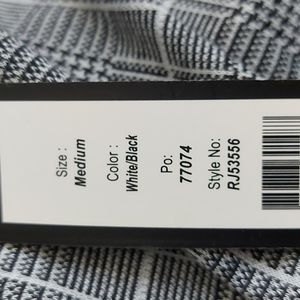 Size :
Medium
Color :
White/Black
Po:
77074
Style No:
RJ53556